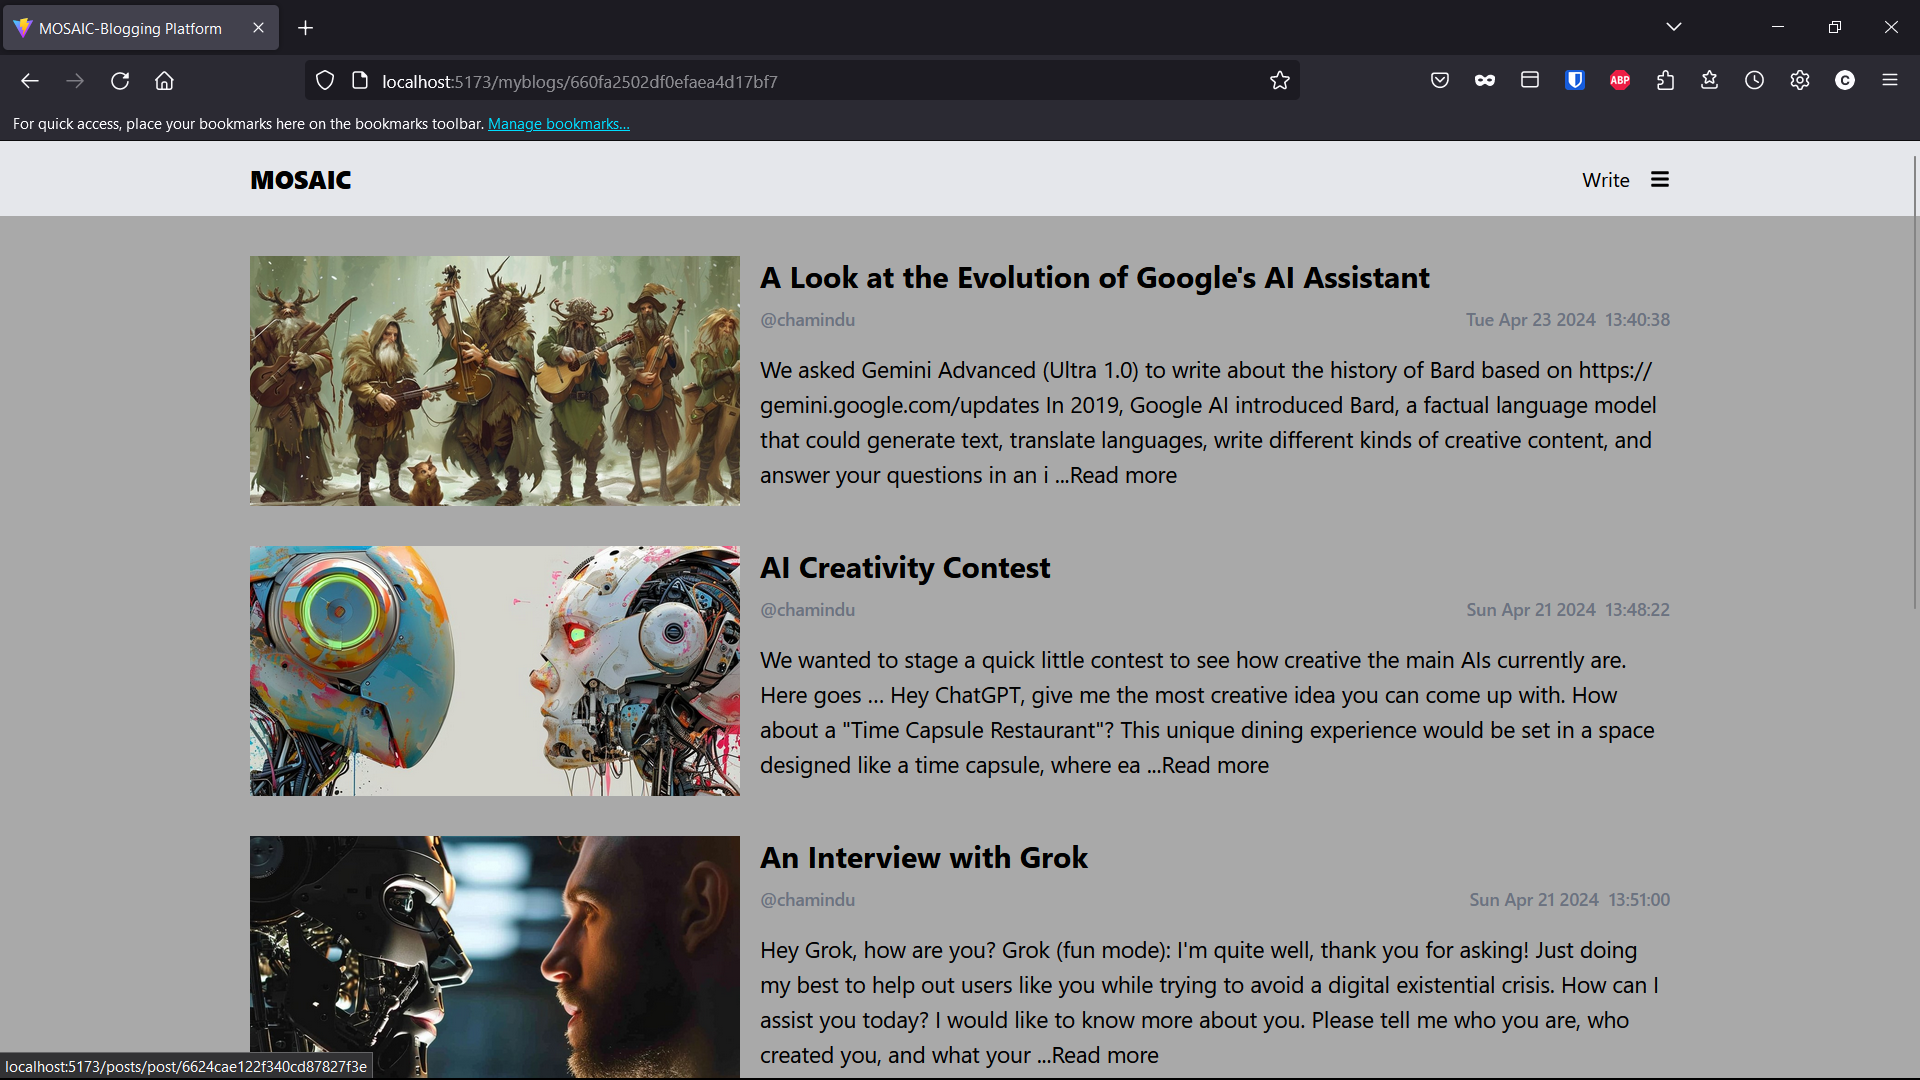 MOSAIC-Blogging Platform
localhost:5173/myblogs/660fa2502df0efaea4d17bf7
ABP
C
For quick access, place your bookmarks here on the bookmarks toolbar. Manage bookmarks...
MOSAIC
Write
A Look at the Evolution of Google's AI Assistant
@chamindu
Tue Apr 23 2024 13:40:38
We asked Gemini Advanced (Ultra 1.0) to write about the history of Bard based on https://
gemini.google.com/updates In 2019, Google AI introduced Bard, a factual language model
that could generate text, translate languages, write different kinds of creative content, and
answer your questions in an i ...Read more
AI Creativity Contest
@chamindu
Sun Apr 21 2024 13:48:22
We wanted to stage a quick little contest to see how creative the main AIs currently are.
Here goes … Hey ChatGPT, give me the most creative idea you can come up with. How
about a "Time Capsule Restaurant"? This unique dining experience would be set in a space
designed like a time capsule, where ea ...Read more
An Interview with Grok
@chamindu
Sun Apr 21 2024 13:51:00
Hey Grok, how are you? Grok (fun mode): I'm quite well, thank you for asking! Just doing
my best to help out users like you while trying to avoid a digital existential crisis. How can I
assist you today? I would like to know more about you. Please tell me who you are, who
created you, and what your ...Read more
localhost:5173/posts/post/6624cae122f340cd87827f3e